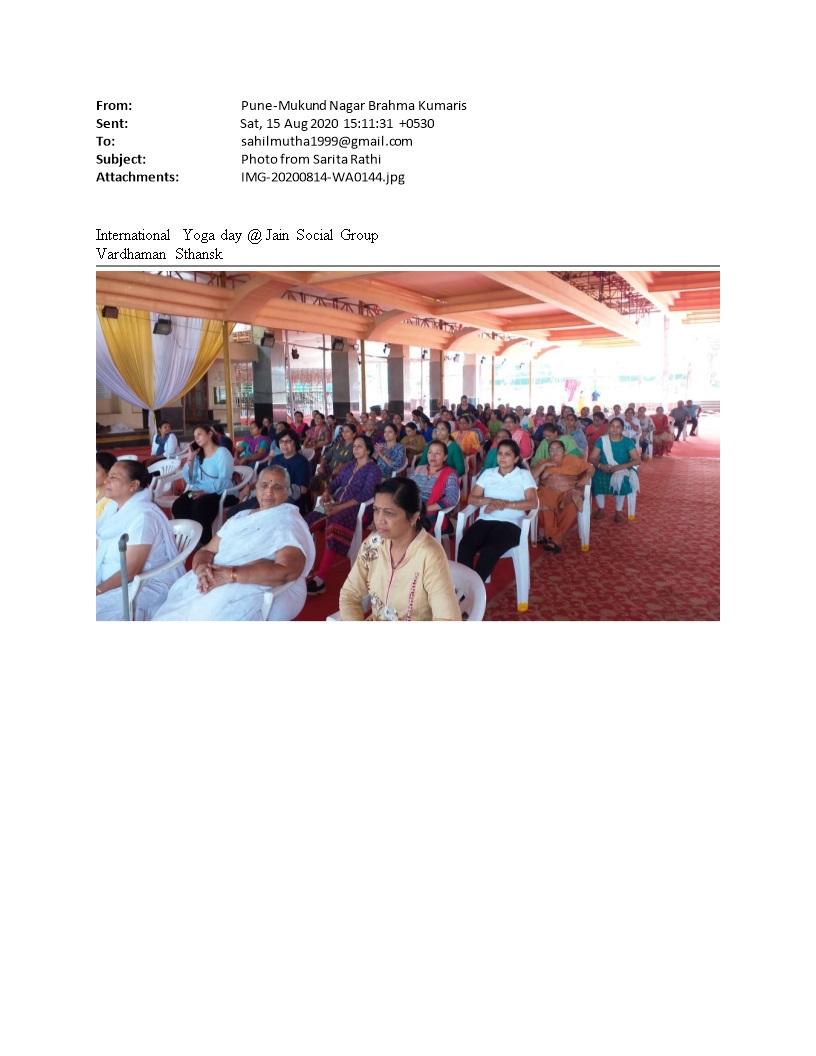 From: Pune-Mukund Nagar Brahma Kumaris
Sent: Sat, 15 Aug 2020 15:11:31 +0530
To: sahilmutha1999@gmail.com
Subject: Photo from Sarita Rathi
Attachments: IMG-20200814-WA0144.jpg
International Yoga day @ Jain Social Group
Vardhaman Sthansk